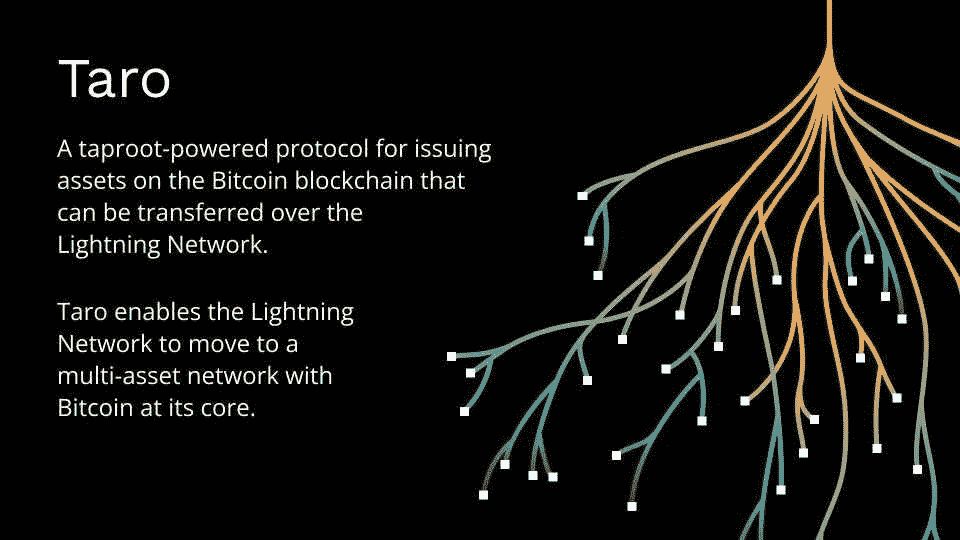 Taro
A taproot-powered protocol for issuing
assets on the Bitcoin blockchain that
can be transferred over the
Lightning Network.
Taro enables the Lightning
Network to move to a
multi-asset network with
Bitcoin at its core.